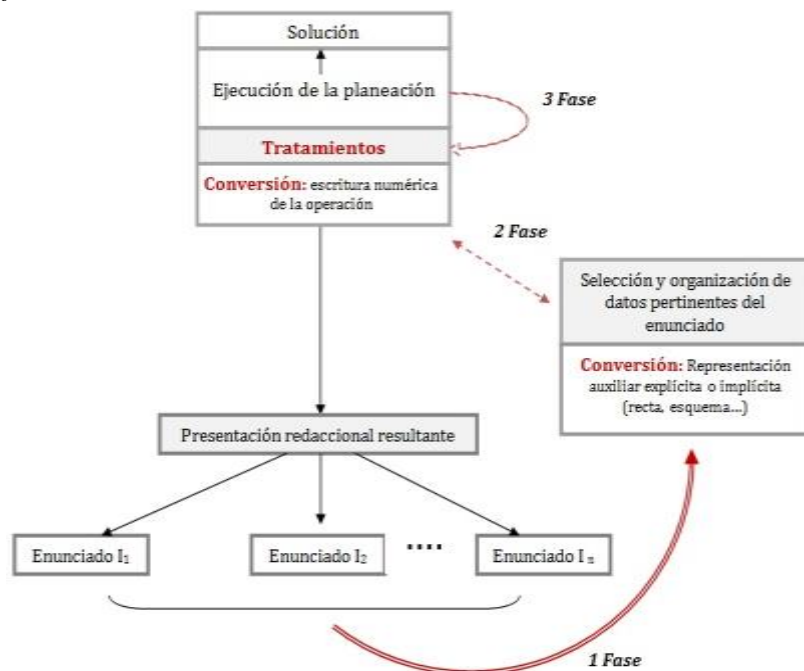 Solución
Ejecución de la planeación
3 Fase
Tratamientos
Conversión: escritura numérica
de la operación
2 Fase
Selección y organización de
datos pertinentes del
enunciado
Conversión: Representación
auxiliar explícita o implícita
(recta, esquema...)
Presentación redaccional resultante
Enunciado I₁
Enunciado I₂
....
Enunciado I n
1 Fase